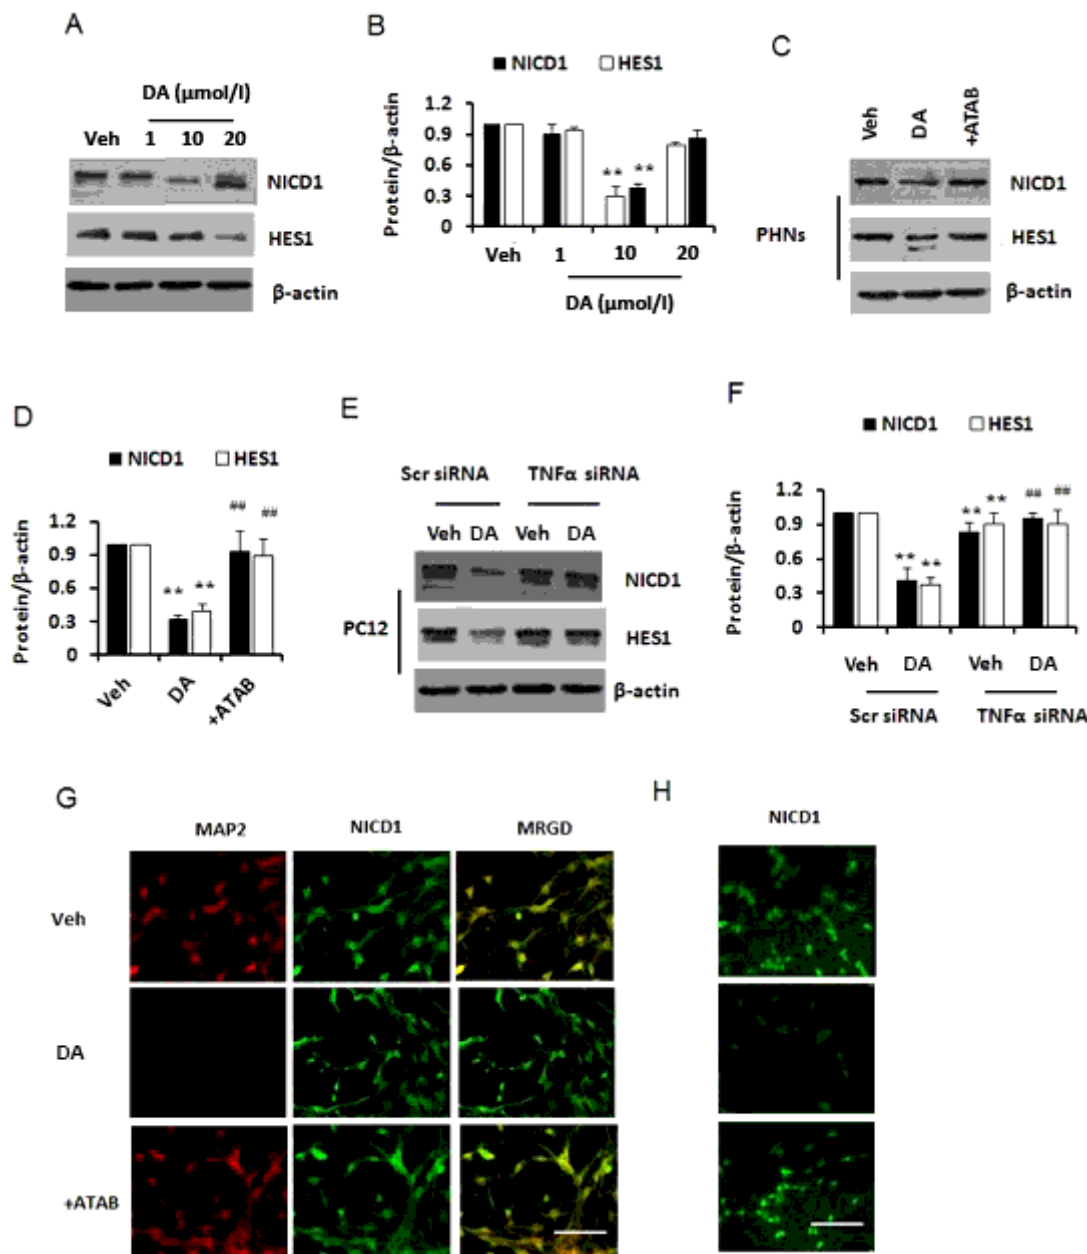 A
DA (μmol/l)
Veh 1 10 20
NICD1
HES1
β-actin
B
NICD1 HES1
Protein/β-actin
1.2
0.9
0.6
0.3
0
** **
Veh 1 10 20
DA (μmol/l)
C
Veh DA +ATAB
NICD1
PHNs
HES1
β-actin
D
NICD1 HES1
Protein/β-actin
1.2
0.9
0.6
0.3
0
** ** ## ##
Veh DA +ATAB
E
Scr siRNA TNFα siRNA
Veh DA Veh DA
NICD1
PC12
HES1
β-actin
F
NICD1 HES1
Protein/β-actin
1.2
0.9
0.6
0.3
0
** ** ** ** ## ##
Veh DA Veh DA
Scr siRNA TNFα siRNA
G
MAP2 NICD1 MRGD
Veh
DA
+ATAB
H
NICD1